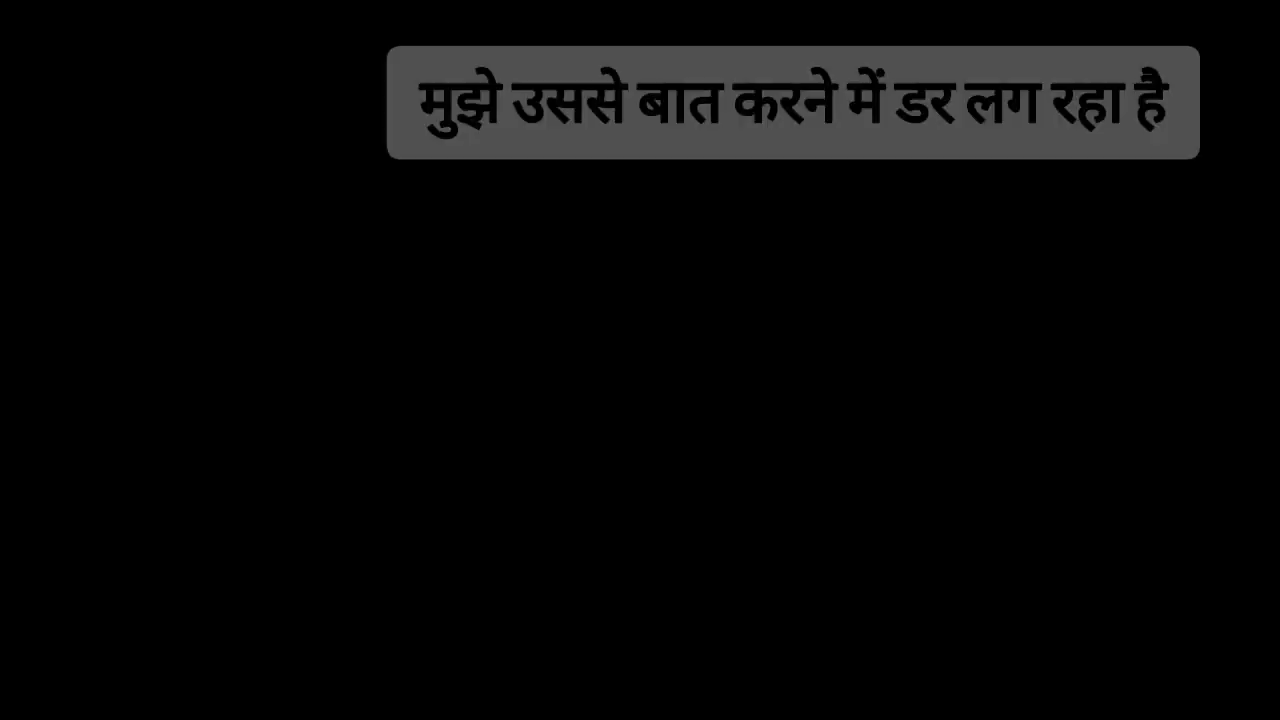 मुझे उससे बात करने में डर लग रहा है